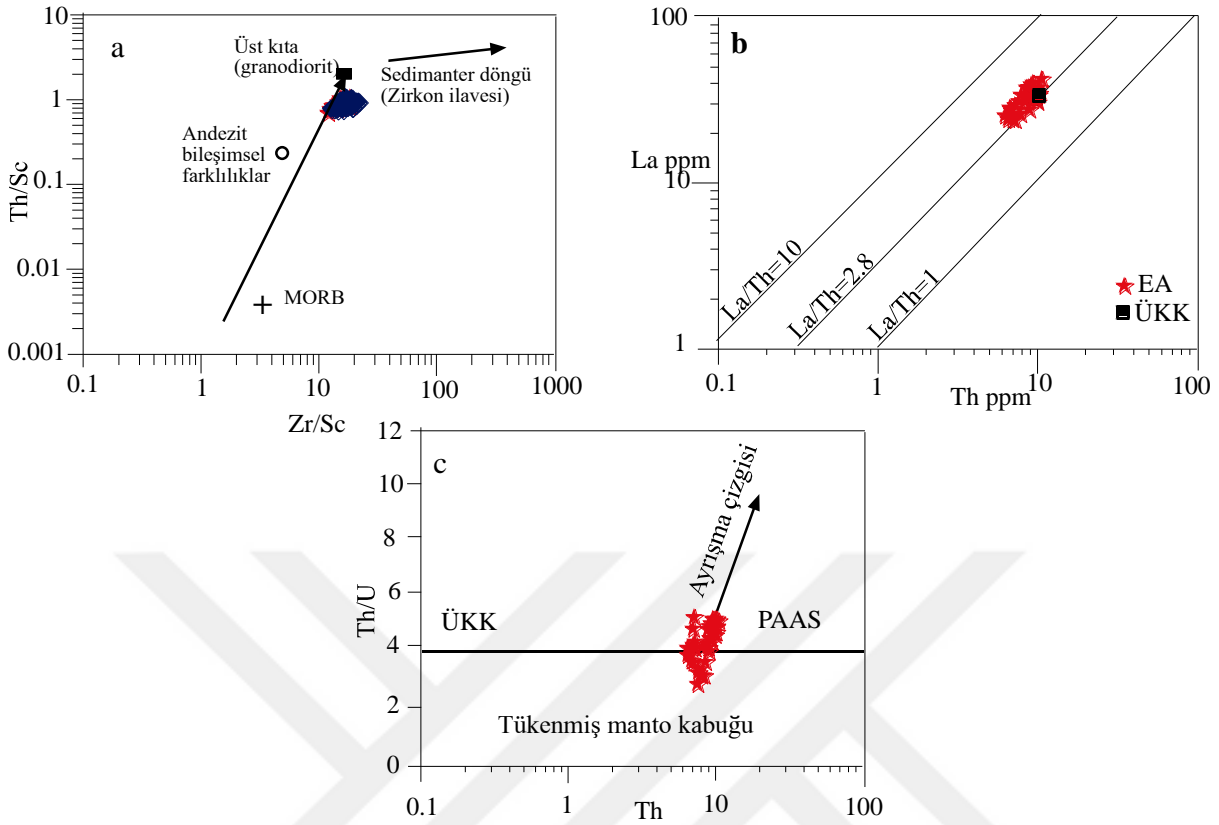 a
10
1
0.1
0.01
0.001
Th/Sc
Üst kıta
(granodiorit)
Sedimanter döngü
(Zirkon ilavesi)
Andezit
bileşimsel
farklılıklar
MORB
0.1
1
10
100
1000
Zr/Sc
b
100
La ppm
10
1
La/Th=10
La/Th=2.8
La/Th=1
EA
ÜKK
0.1
1
10
100
Th ppm
c
12
10
8
6
4
2
0
Th/U
Ayrışma çizgisi
ÜKK
PAAS
Tükenmiş manto kabuğu
0.1
1
10
100
Th